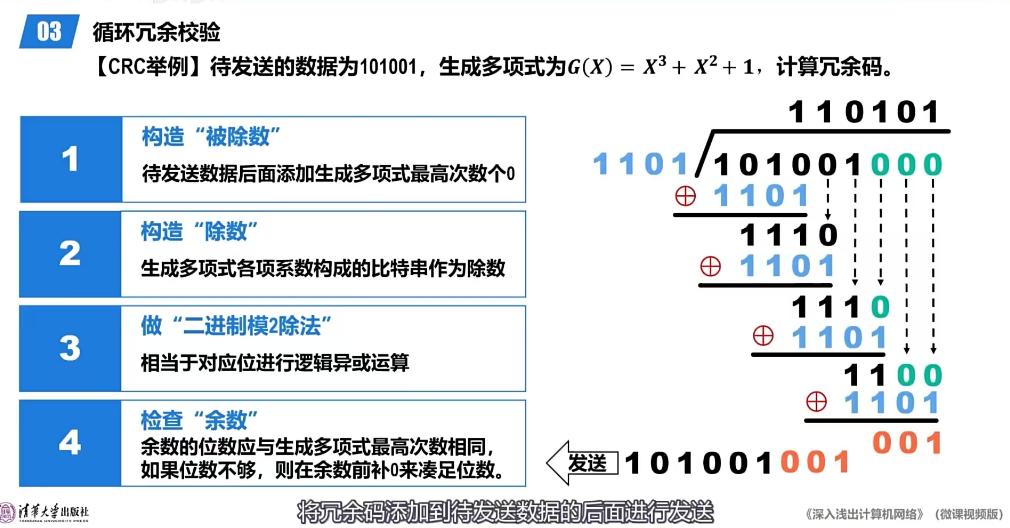 03 循环冗余校验
【CRC举例】待发送的数据为101001，生成多项式为G(X) = X³ + X² + 1，计算冗余码。
1
构造“被除数”
待发送数据后面添加生成多项式最高次数个0
2
构造“除数”
生成多项式各项系数构成的比特串作为除数
3
做“二进制模2除法”
相当于对应位进行逻辑异或运算
4
检查“余数”
余数的位数应与生成多项式最高次数相同，
如果位数不够，则在余数前补0来凑足位数。
110101
1101 101001000
⊕ 1101
1110
⊕ 1101
1110
⊕ 1101
1100
⊕ 1101
001
发送 101001001
清华大学出版社
TSINGHUA UNIVERSITY PRESS
将冗余码添加到待发送数据的后面进行发送
《深入浅出计算机网络》（微课视频版）